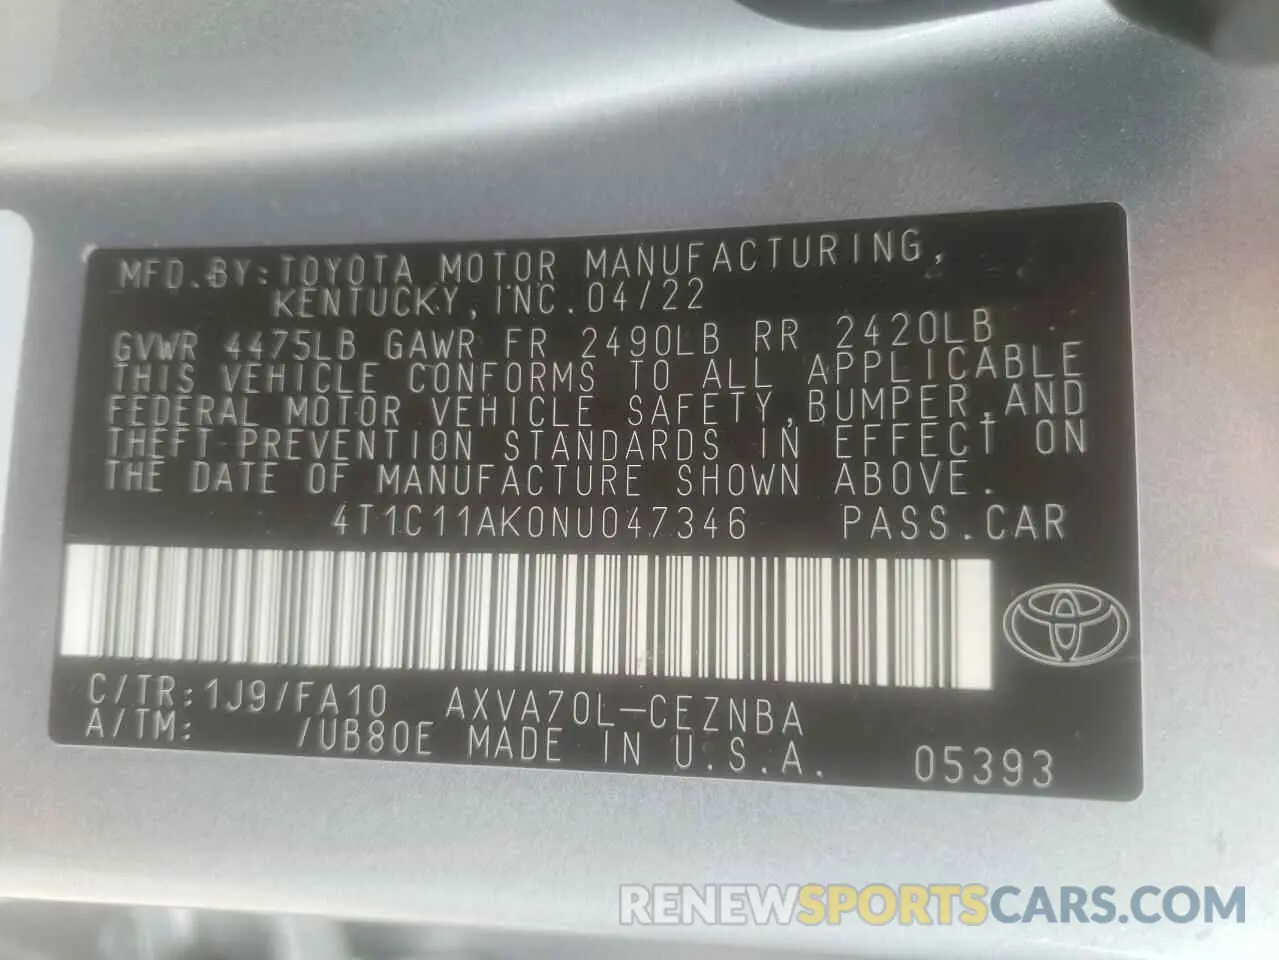 MFD. BY: TOYOTA MOTOR MANUFACTURING,
KENTUCKY, INC. 04/22
GVWR 4475LB GAWR FR 2490LB RR 2420LB
THIS VEHICLE CONFORMS TO ALL APPLICABLE
FEDERAL MOTOR VEHICLE SAFETY, BUMPER, AND
THEFT PREVENTION STANDARDS IN EFFECT ON
THE DATE OF MANUFACTURE SHOWN ABOVE.
4T1C11AK0NU047346 PASS. CAR
C/TR: 1J9/FA10 AXVA70L-CEZNBA
A/TM: /UB80E MADE IN U.S.A. 05393
RENEWSPORTSCARS.COM